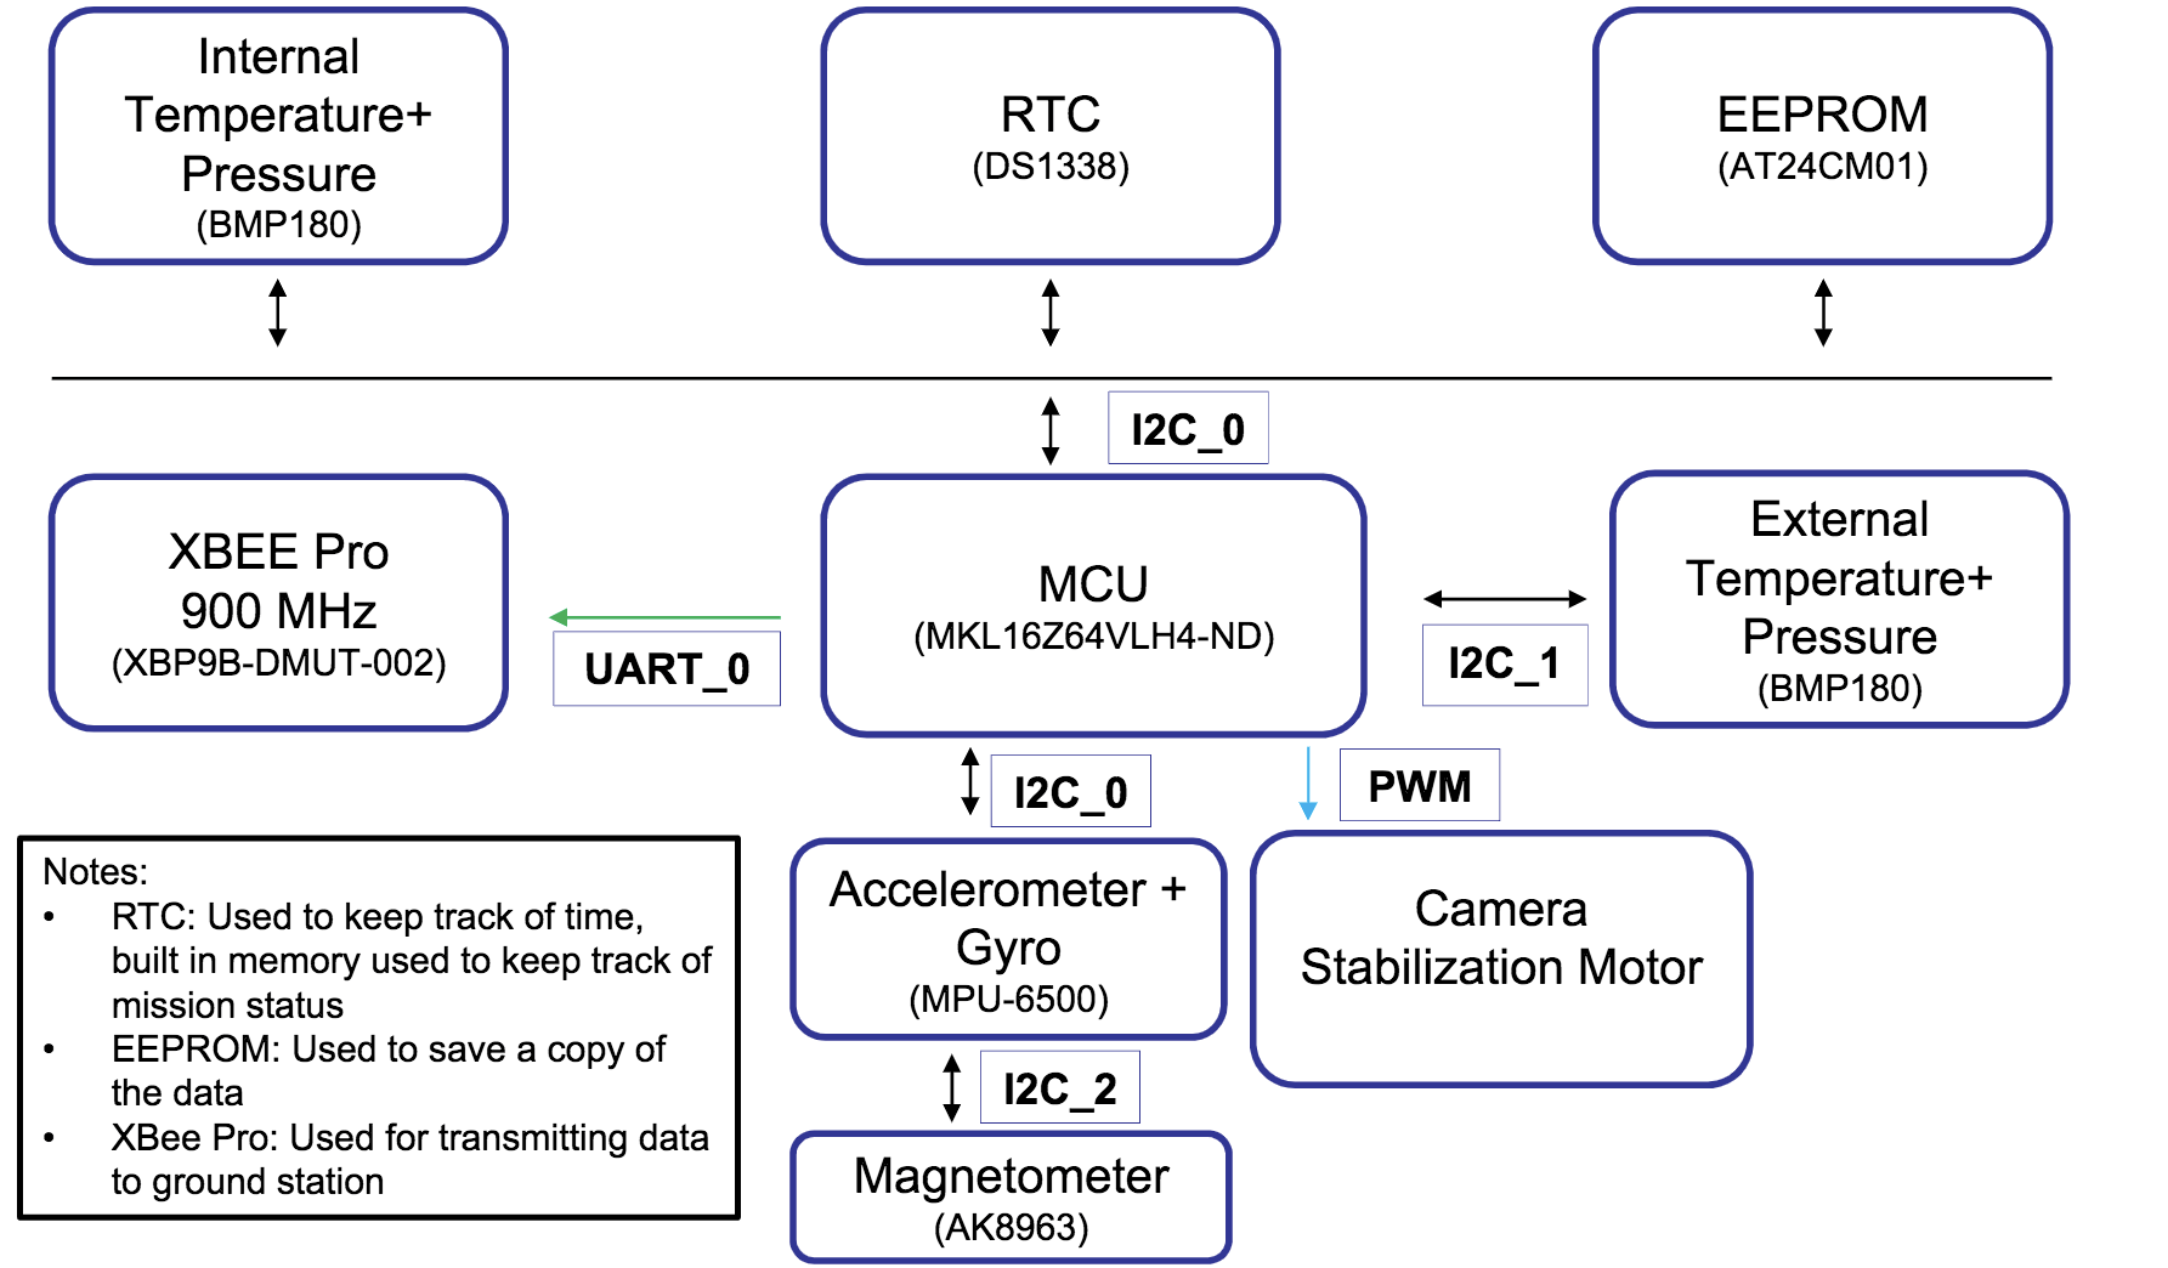 Internal
Temperature+
Pressure
(BMP180)
RTC
(DS1338)
EEPROM
(AT24CM01)
I2C_0
XBEE Pro
900 MHz
(XBP9B-DMUT-002)
UART_0
MCU
(MKL16Z64VLH4-ND)
I2C_1
External
Temperature+
Pressure
(BMP180)
I2C_0
PWM
Accelerometer +
Gyro
(MPU-6500)
Camera
Stabilization Motor
I2C_2
Magnetometer
(AK8963)
Notes:
• RTC: Used to keep track of time,
built in memory used to keep track of
mission status
• EEPROM: Used to save a copy of
the data
• XBee Pro: Used for transmitting data
to ground station